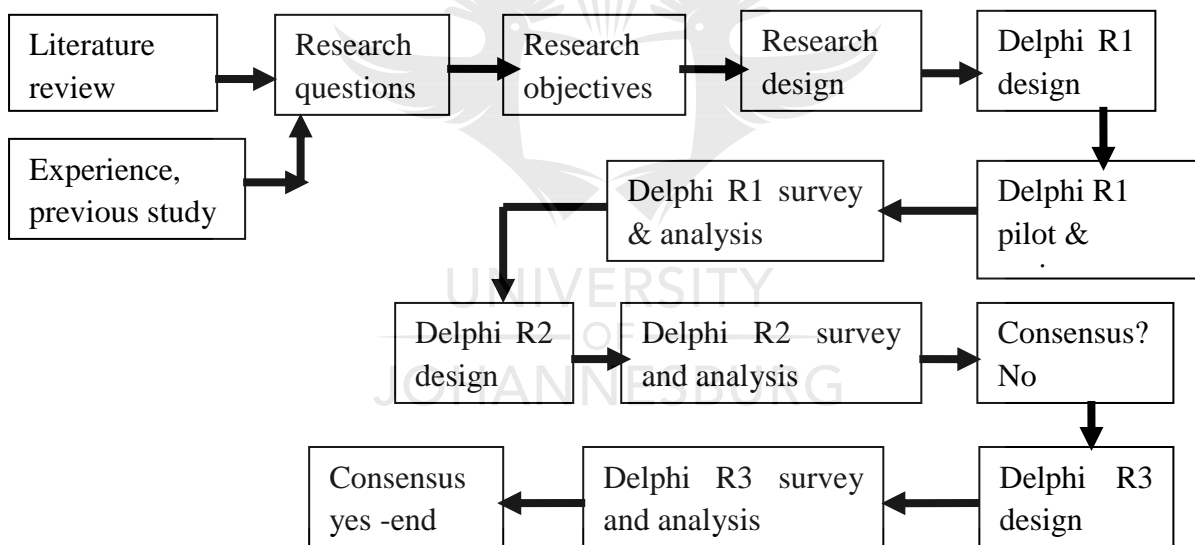 Literature
review
Research
questions
Research
objectives
Research
design
Delphi R1
design
Experience,
previous study
Delphi R1 survey
& analysis
Delphi R1
pilot &
UNIVERSITY
OF
JOHANNESBURG
Delphi R2
design
Delphi R2 survey
and analysis
Consensus?
No
Consensus
yes -end
Delphi R3 survey
and analysis
Delphi R3
design